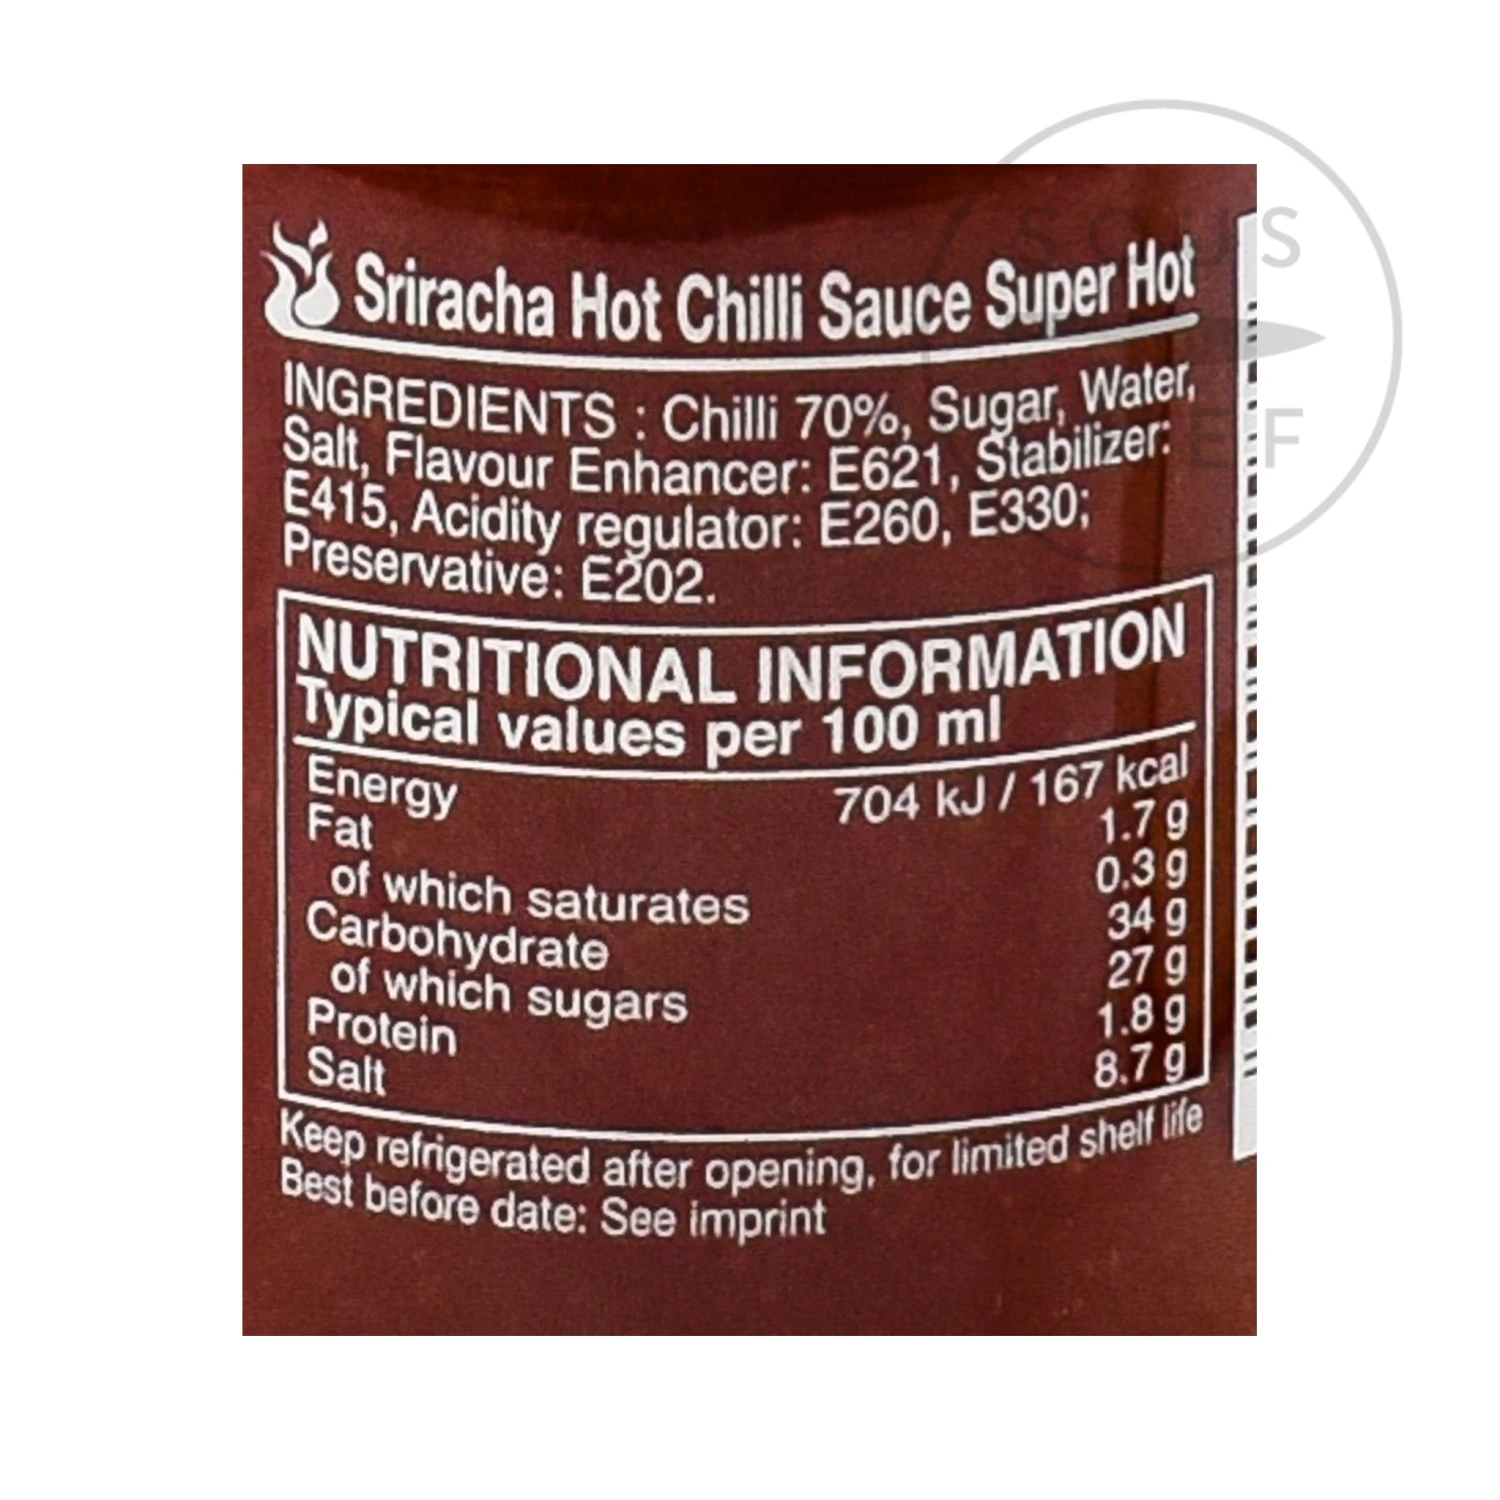 SOUS
Sriracha Hot Chilli Sauce Super Hot
INGREDIENTS : Chilli 70%, Sugar, Water,
Salt, Flavour Enhancer: E621, Stabilizer:
E415, Acidity regulator: E260, E330;
Preservative: E202.
NUTRITIONAL INFORMATION
Typical values per 100 ml
Energy 704 kJ / 167 kcal
Fat 1.7 g
of which saturates 0.3 g
Carbohydrate 34 g
of which sugars 27 g
Protein 1.8 g
Salt 8.7 g
Keep refrigerated after opening, for limited shelf life
Best before date: See imprint